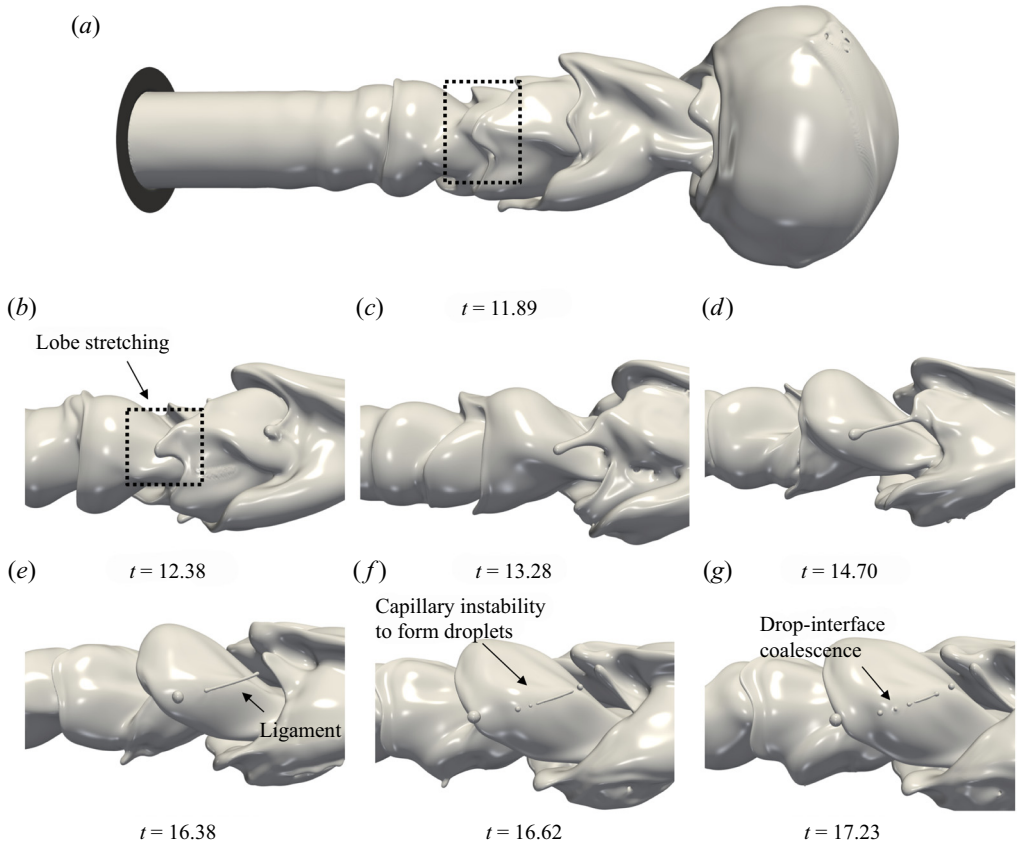 (a)
t = 11.89
(b)
(c)
(d)
Lobe stretching
t = 12.38
t = 13.28
t = 14.70
(e)
(f)
(g)
Capillary instability
to form droplets
Drop-interface
coalescence
Ligament
t = 16.38
t = 16.62
t = 17.23